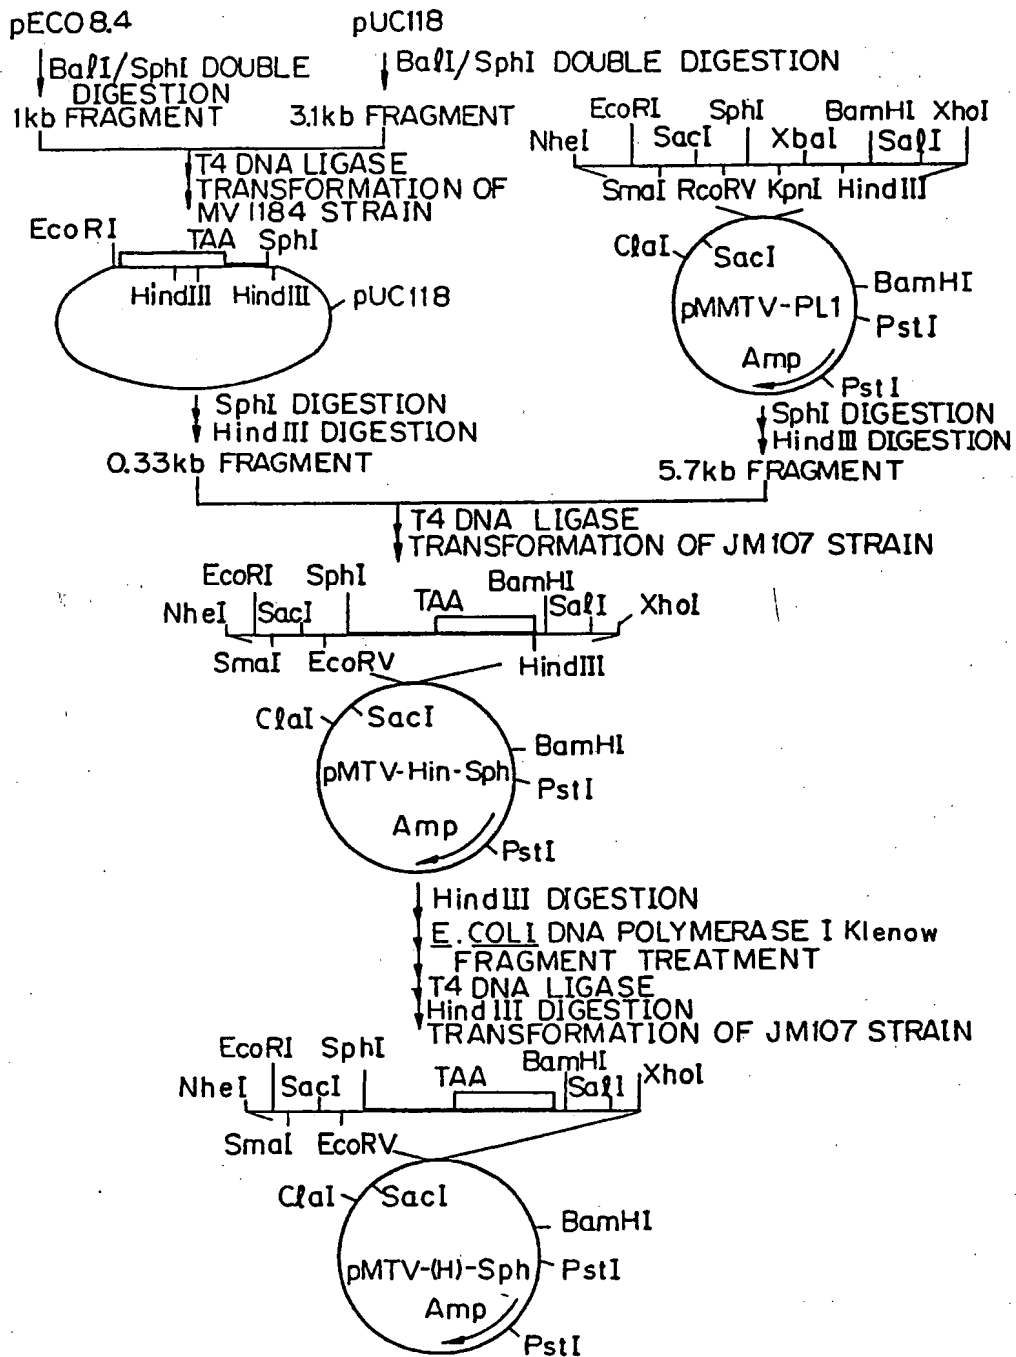 pECO8.4
pUC118
BalI/SphI DOUBLE
DIGESTION
BalI/SphI DOUBLE DIGESTION
1kb FRAGMENT
3.1kb FRAGMENT
EcoRI SphI BamHI XhoI
NheI SacI XbaI SalI
SmaI RcoRV KpnI HindIII
T4 DNA LIGASE
TRANSFORMATION OF
MV 1184 STRAIN
EcoRI TAA SphI
HindIII HindIII
pUC118
ClaI SacI
BamHI
pMMTV-PL1
PstI
Amp
PstI
SphI DIGESTION
HindIII DIGESTION
0.33kb FRAGMENT
SphI DIGESTION
HindIII DIGESTION
5.7kb FRAGMENT
T4 DNA LIGASE
TRANSFORMATION OF JM107 STRAIN
EcoRI SphI BamHI
NheI SacI TAA SalI XhoI
SmaI EcoRV HindIII
ClaI SacI
BamHI
pMTV-Hin-Sph
PstI
Amp
PstI
HindIII DIGESTION
E. COLI DNA POLYMERASE I Klenow
FRAGMENT TREATMENT
T4 DNA LIGASE
HindIII DIGESTION
TRANSFORMATION OF JM107 STRAIN
EcoRI SphI BamHI
NheI SacI TAA SalI XhoI
SmaI EcoRV
ClaI SacI
BamHI
pMTV-(H)-Sph
PstI
Amp
PstI